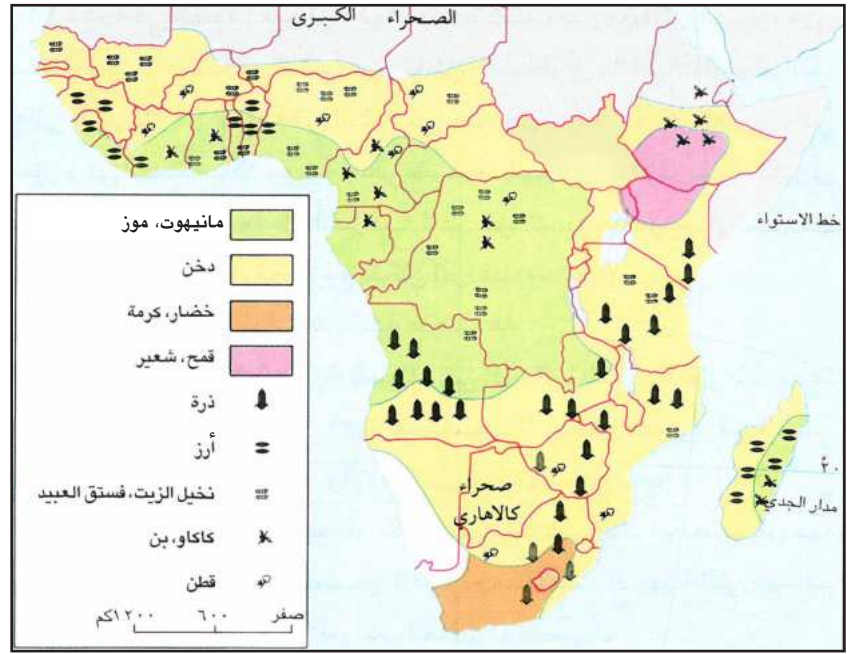 الصحراء الكبرى
خط الاستواء
مانيهوت، موز
دخن
خضار، كرمة
قمح، شعير
ذرة
أرز
نخيل الزيت، فستق العبيد
كاكاو، بن
قطن
صفر ٦٠٠ ١٢٠٠كم
صحراء
كالاهاري
٢٠
مدار الجدي